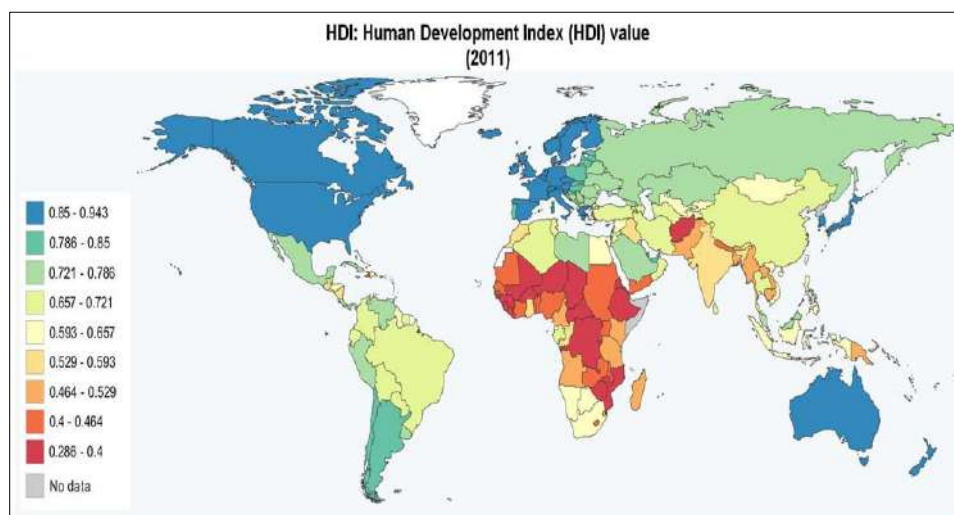 HDI: Human Development Index (HDI) value
(2011)
0.85 - 0.943
0.786 - 0.85
0.721 - 0.786
0.657 - 0.721
0.593 - 0.657
0.529 - 0.593
0.464 - 0.529
0.4 - 0.464
0.286 - 0.4
No data